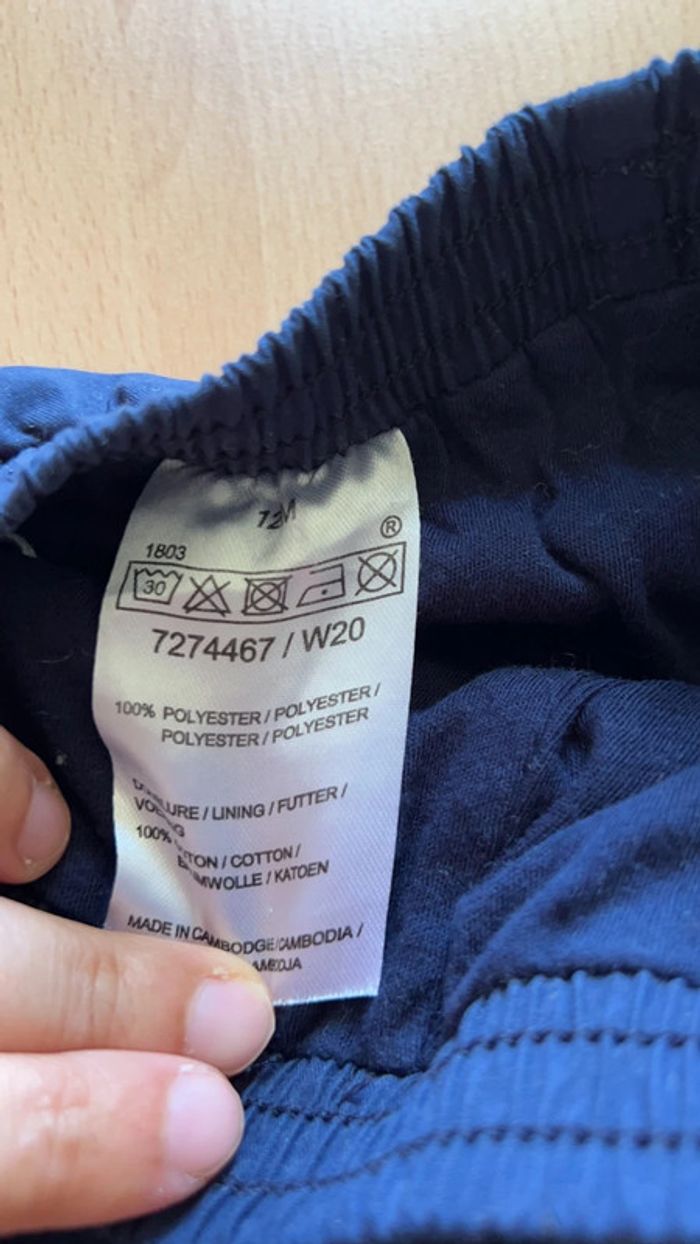 12M
®
1803
30
7274467 / W20
100% POLYESTER / POLYESTER /
POLYESTER / POLYESTER
/ LINING / FUTTER /
100% / COTTON /
/ KATOEN
MADE IN CAMBODGE/CAMBODIA /